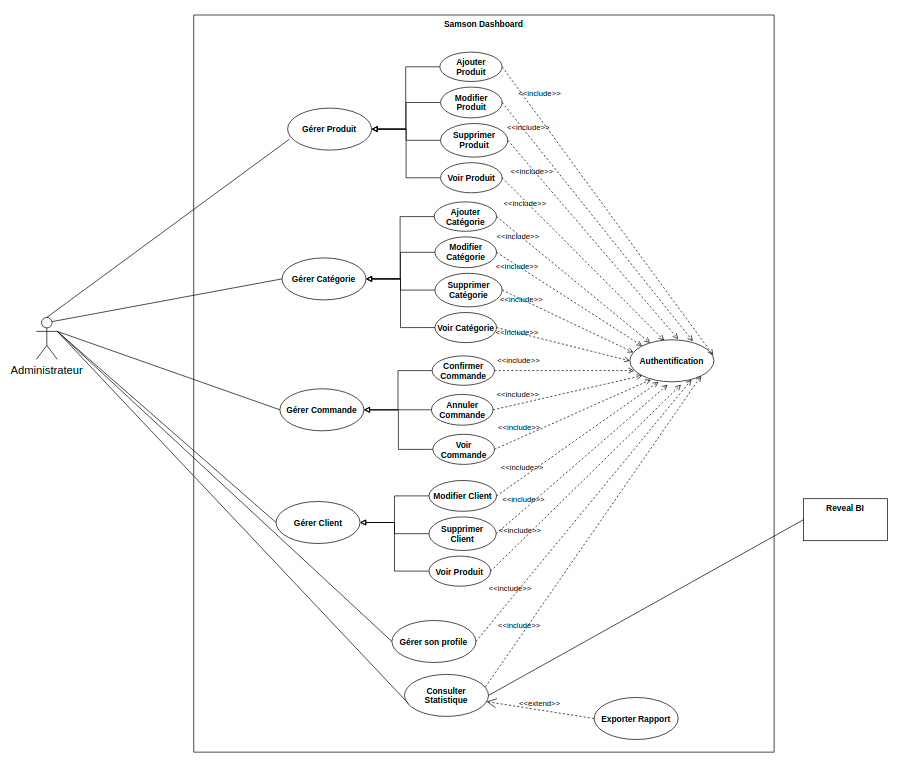 Samson Dashboard
Ajouter
Produit
<<include>>
Modifier
Produit
<<include>>
Gérer Produit
Supprimer
Produit
<<include>>
Voir Produit
<<include>>
Ajouter
Catégorie
<<include>>
Modifier
Catégorie
<<include>>
Gérer Catégorie
Supprimer
Catégorie
<<include>>
Voir Catégorie
<<include>>
Administrateur
Authentification
Confirmer
Commande
<<include>>
Gérer Commande
Annuler
Commande
<<include>>
Voir
Commande
<<include>>
<<include>>
Modifier Client
<<include>>
Reveal BI
Gérer Client
Supprimer
Client
<<include>>
Voir Produit
<<include>>
<<include>>
Gérer son profile
Consulter
Statistique
<<extend>>
Exporter Rapport